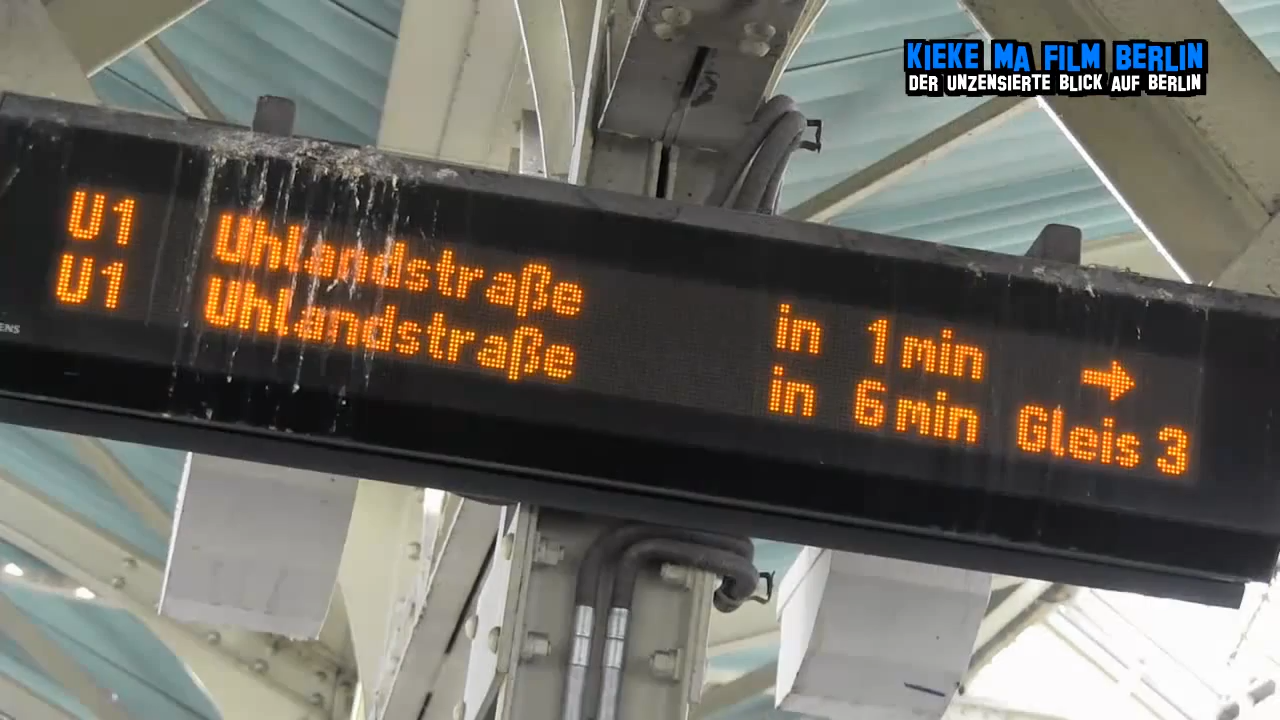 KIEKE MA FILM BERLIN
DER UNZENSIERTE BLICK AUF BERLIN
U1 Uhlandstraße in 1 min →
U1 Uhlandstraße in 6 min Gleis 3